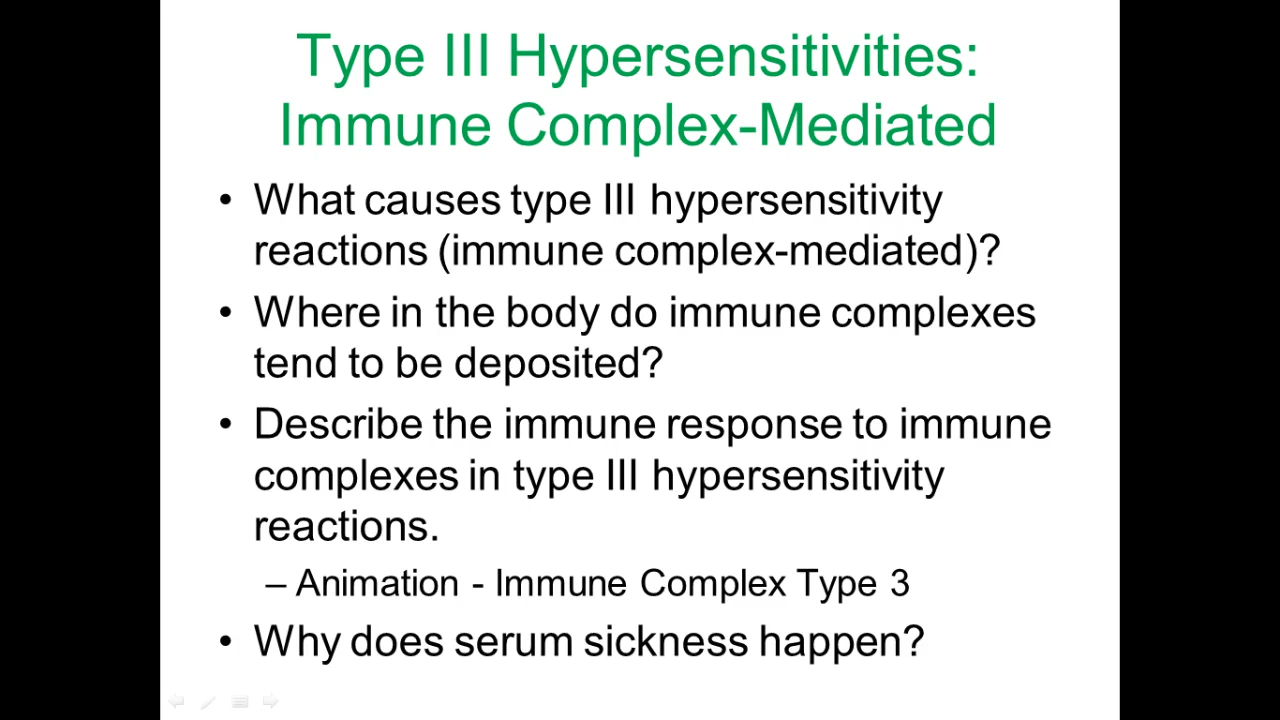 Type III Hypersensitivities:
Immune Complex-Mediated
• What causes type III hypersensitivity
reactions (immune complex-mediated)?
• Where in the body do immune complexes
tend to be deposited?
• Describe the immune response to immune
complexes in type III hypersensitivity
reactions.
– Animation - Immune Complex Type 3
• Why does serum sickness happen?